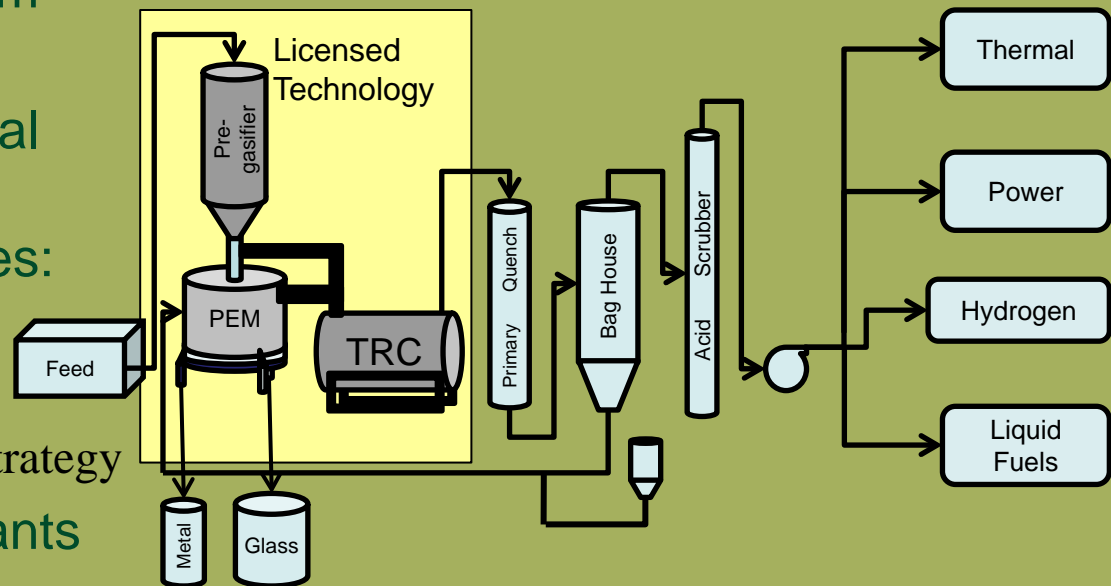 m
al
es:
trategy
ants
Licensed
Technology
Pre-
gasifier
PEM
TRC
Feed
Metal
Glass
Primary Quench
Bag House
Acid Scrubber
Thermal
Power
Hydrogen
Liquid
Fuels